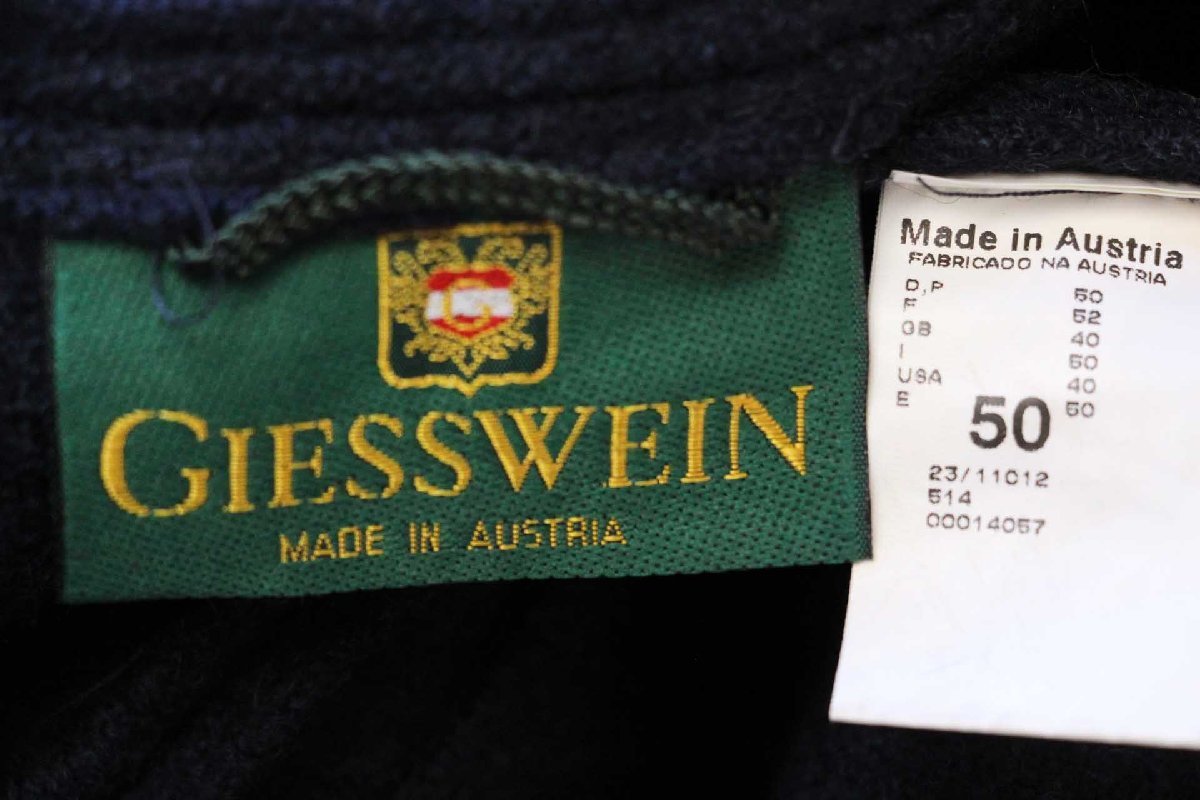 G
GIESSWEIN
MADE IN AUSTRIA
Made in Austria
FABRICADO NA AUSTRIA
D,P 50
F 52
GB 40
I 50
USA 40
E 50
50
23/11012
514
00014057